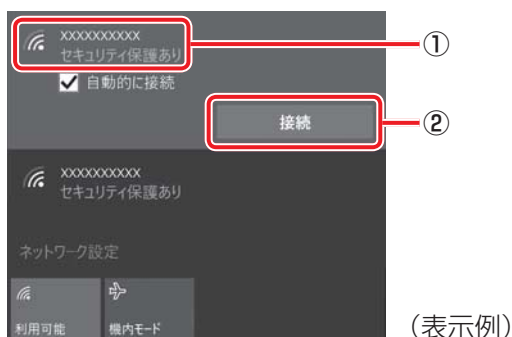 xxxxxxxxxx
セキュリティ保護あり
①
自動的に接続
接続
②
xxxxxxxxxx
セキュリティ保護あり
ネットワーク設定
利用可能
機内モード
（表示例）